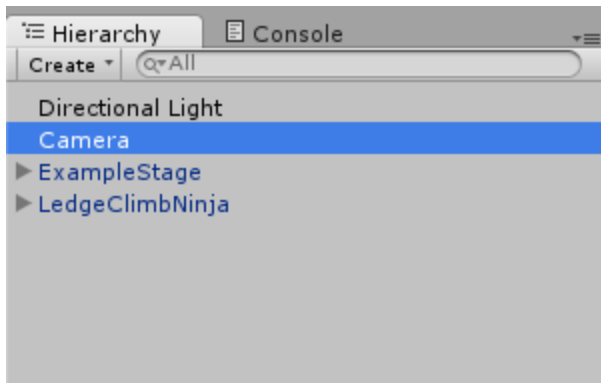 Hierarchy Console
Create All
Directional Light
Camera
ExampleStage
LedgeClimbNinja